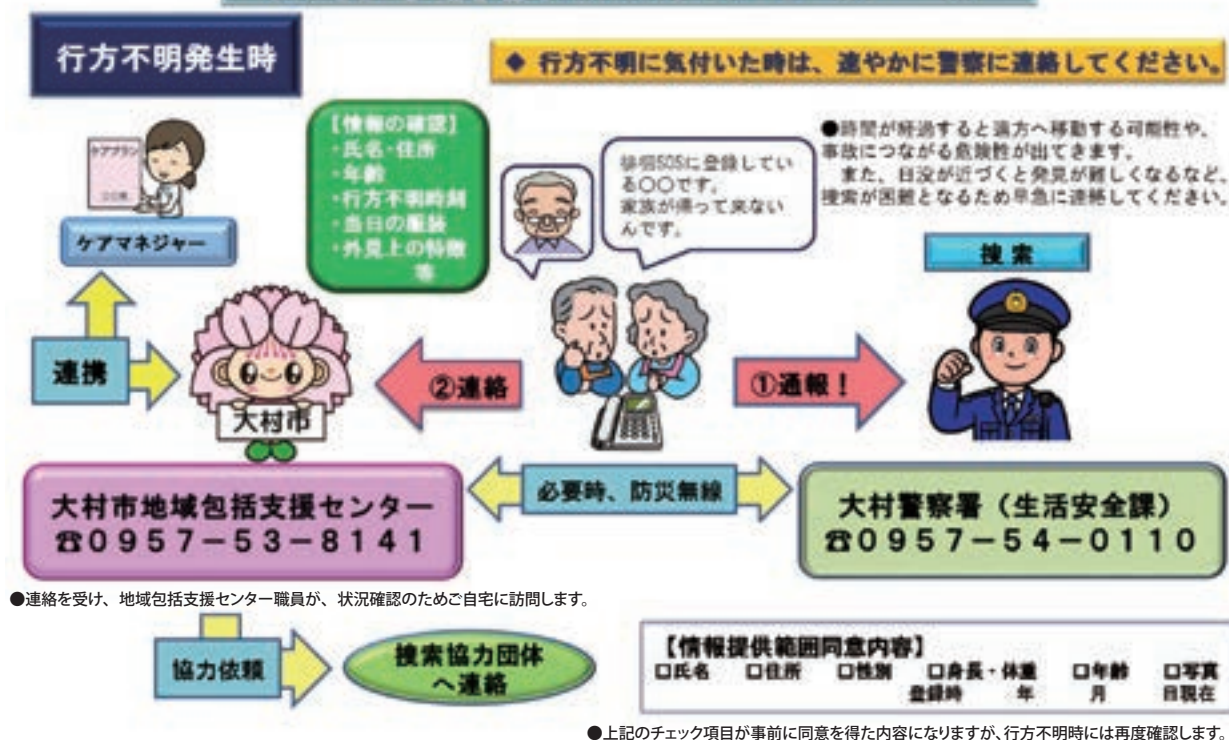 行方不明発生時
◆ 行方不明に気付いた時は、速やかに警察に連絡してください。
【情報の確認】
・氏名・住所
・年齢
・行方不明時刻
・当日の服装
・外見上の特徴
等
徘徊SOSに登録してい
る〇〇です。
家族が帰って来ない
んです。
●時間が経過すると遠方へ移動する可能性や、
事故につながる危険性が出てきます。
また、日没が近づくと発見が難しくなるなど、
捜索が困難となるため早急に連絡してください。
ケアプラン
ケアマネジャー
捜索
連携
大村市
②連絡
①通報！
大村市地域包括支援センター
☎0957－53－8141
必要時、防災無線
大村警察署（生活安全課）
☎0957－54－0110
●連絡を受け、地域包括支援センター職員が、状況確認のためご自宅に訪問します。
協力依頼
捜索協力団体
へ連絡
【情報提供範囲同意内容】
□氏名 □住所 □性別 □身長・体重 □年齢 □写真
登録時 年 月 日現在
●上記のチェック項目が事前に同意を得た内容になりますが、行方不明時には再度確認します。